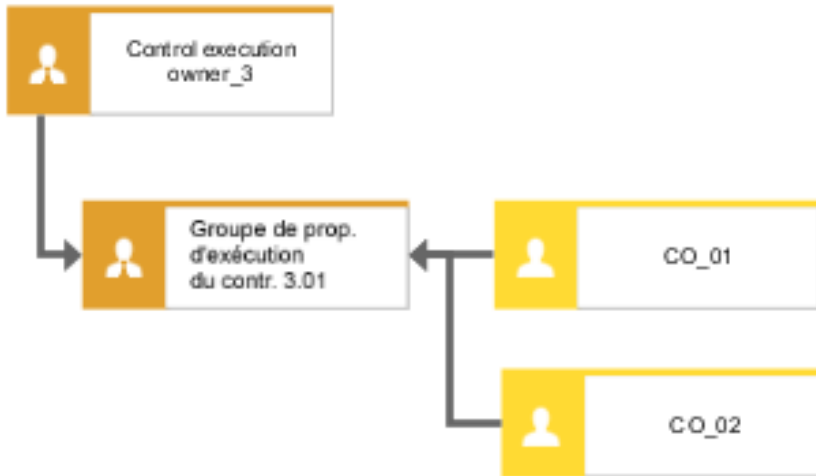 Control execution
owner_3
Groupe de prop.
d'exécution
du contr. 3.01
CO_01
CO_02